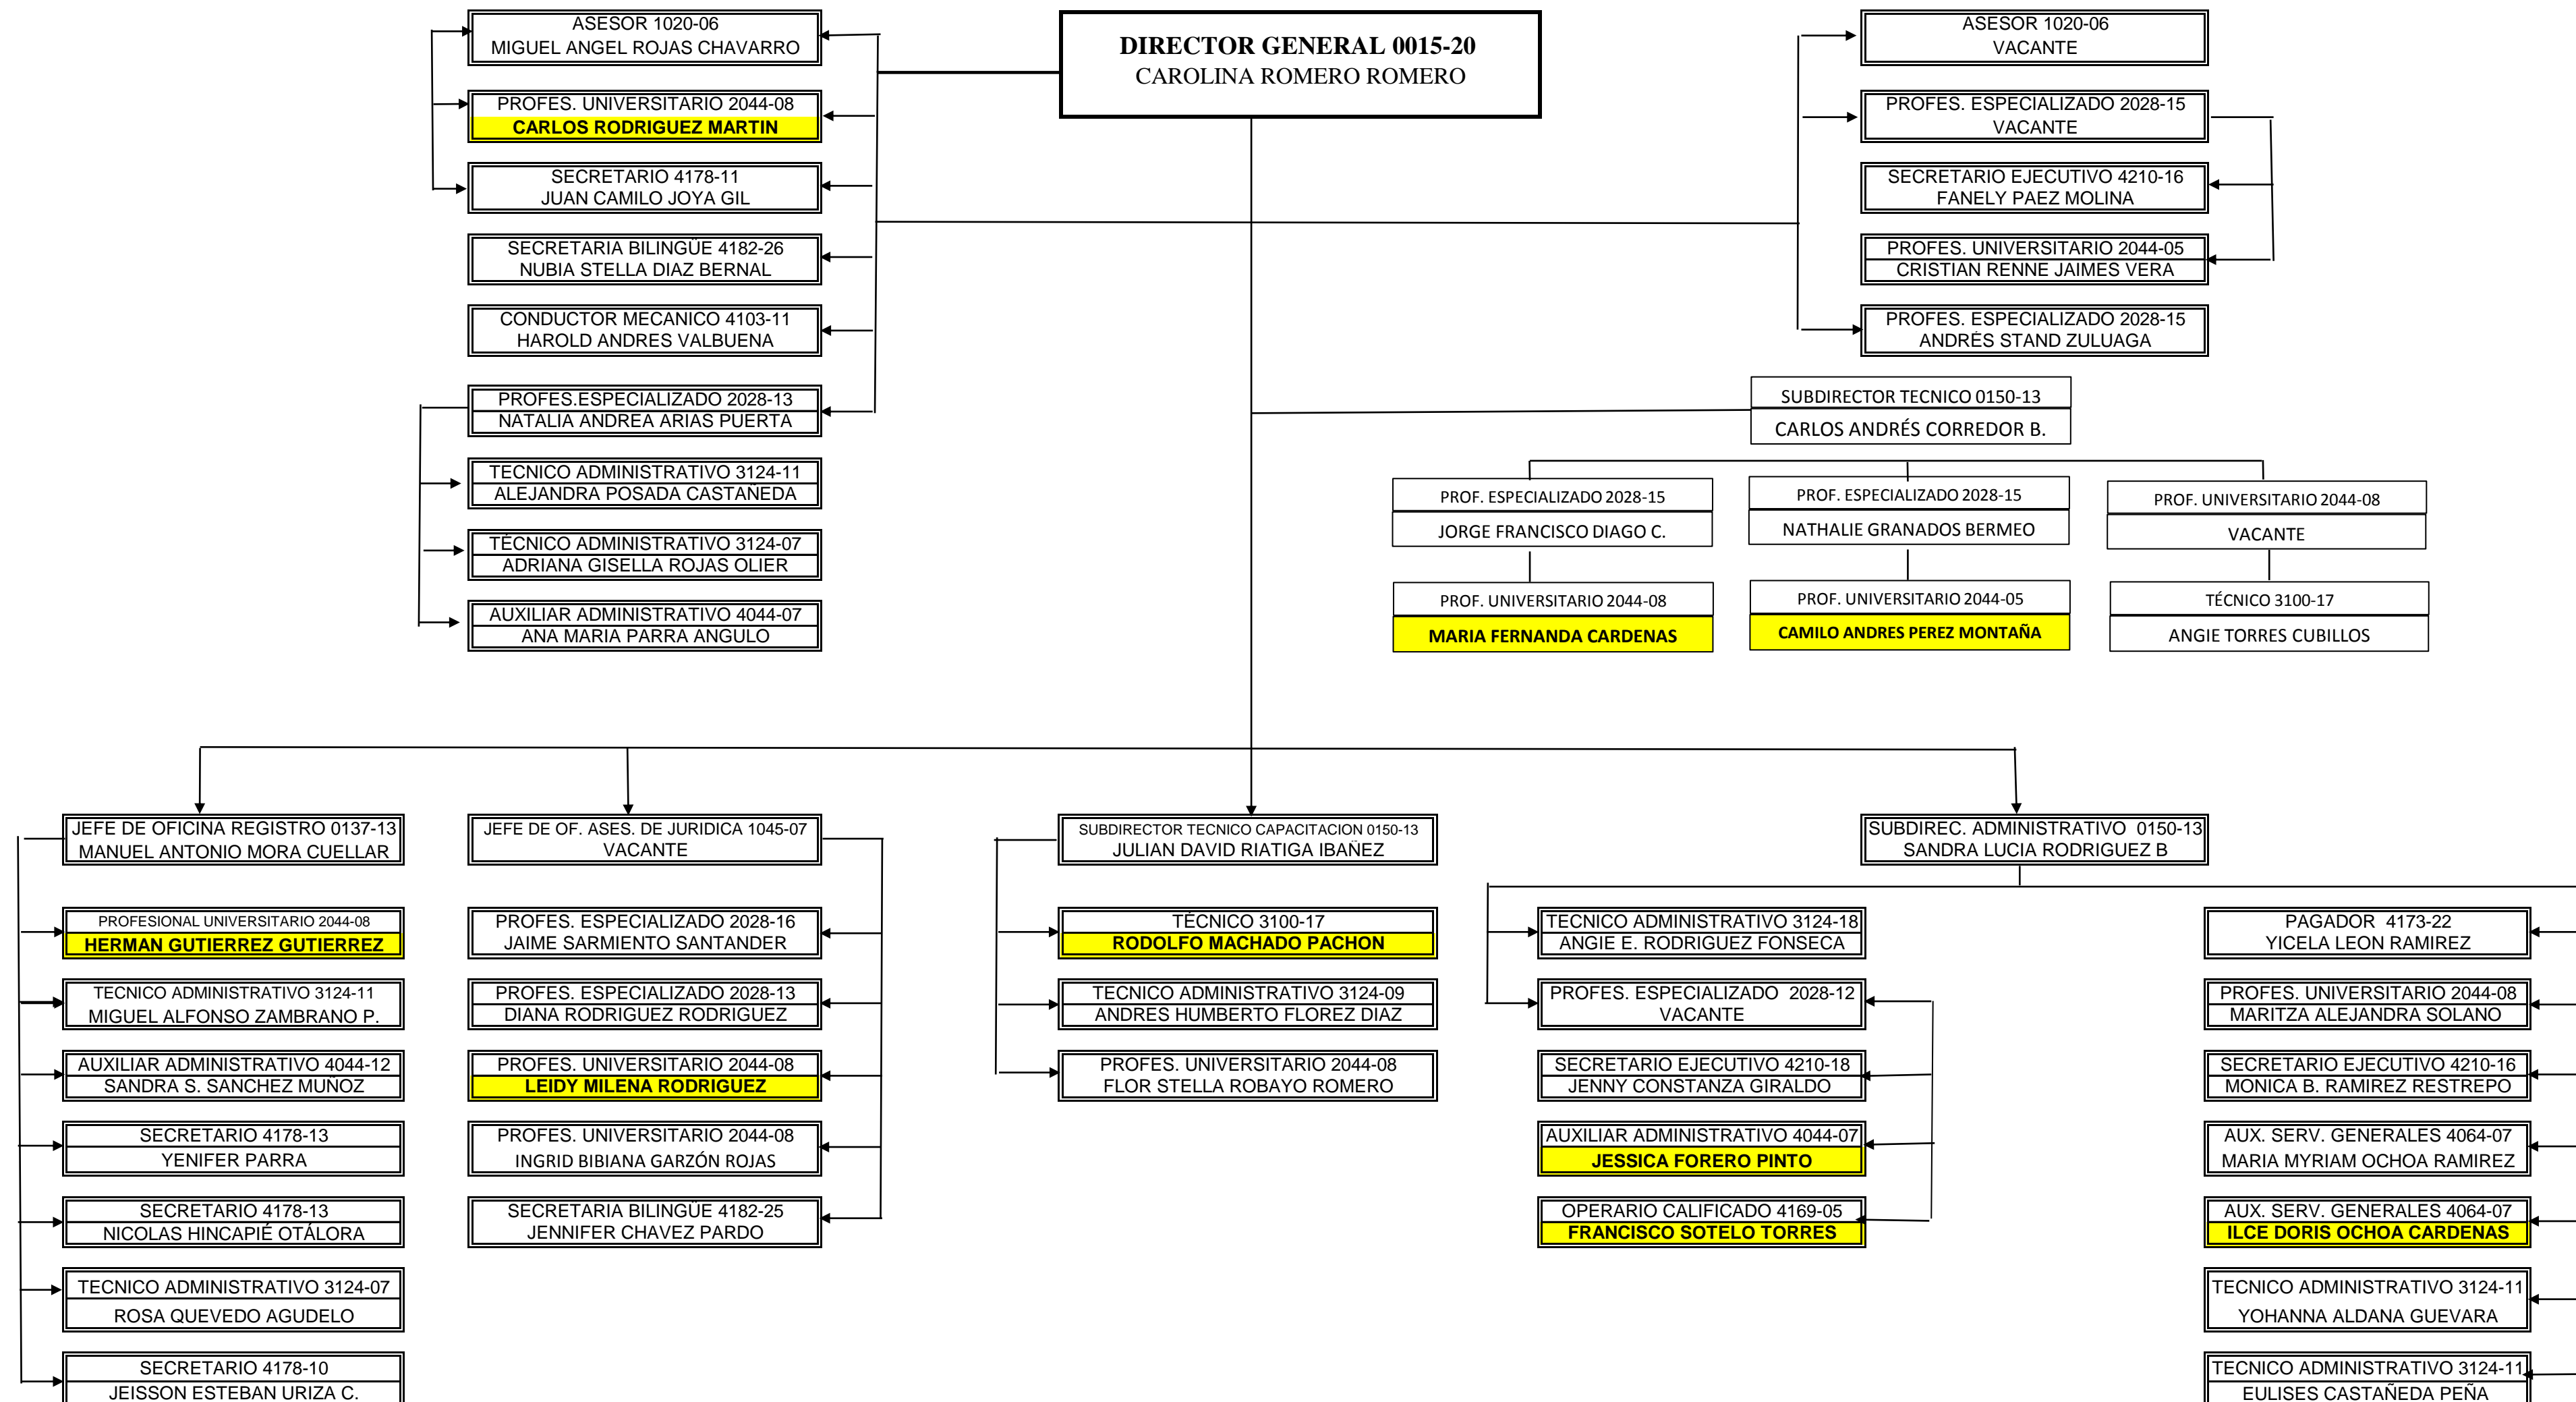 ASESOR 1020-06
MIGUEL ANGEL ROJAS CHAVARRO
PROFES. UNIVERSITARIO 2044-08
CARLOS RODRIGUEZ MARTIN
SECRETARIO 4178-11
JUAN CAMILO JOYA GIL
SECRETARIA BILINGÜE 4182-26
NUBIA STELLA DIAZ BERNAL
CONDUCTOR MECANICO 4103-11
HAROLD ANDRES VALBUENA
PROFES.ESPECIALIZADO 2028-13
NATALIA ANDREA ARIAS PUERTA
TECNICO ADMINISTRATIVO 3124-11
ALEJANDRA POSADA CASTAÑEDA
TÉCNICO ADMINISTRATIVO 3124-07
ADRIANA GISELLA ROJAS OLIER
AUXILIAR ADMINISTRATIVO 4044-07
ANA MARIA PARRA ANGULO
DIRECTOR GENERAL 0015-20
CAROLINA ROMERO ROMERO
ASESOR 1020-06
VACANTE
PROFES. ESPECIALIZADO 2028-15
VACANTE
SECRETARIO EJECUTIVO 4210-16
FANELY PAEZ MOLINA
PROFES. UNIVERSITARIO 2044-05
CRISTIAN RENNE JAIMES VERA
PROFES. ESPECIALIZADO 2028-15
ANDRÉS STAND ZULUAGA
SUBDIRECTOR TECNICO 0150-13
CARLOS ANDRÉS CORREDOR B.
PROF. ESPECIALIZADO 2028-15
JORGE FRANCISCO DIAGO C.
PROF. UNIVERSITARIO 2044-08
MARIA FERNANDA CARDENAS
PROF. ESPECIALIZADO 2028-15
NATHALIE GRANADOS BERMEO
PROF. UNIVERSITARIO 2044-05
CAMILO ANDRES PEREZ MONTAÑA
PROF. UNIVERSITARIO 2044-08
VACANTE
TÉCNICO 3100-17
ANGIE TORRES CUBILLOS
JEFE DE OFICINA REGISTRO 0137-13
MANUEL ANTONIO MORA CUELLAR
PROFESIONAL UNIVERSITARIO 2044-08
HERMAN GUTIERREZ GUTIERREZ
TECNICO ADMINISTRATIVO 3124-11
MIGUEL ALFONSO ZAMBRANO P.
AUXILIAR ADMINISTRATIVO 4044-12
SANDRA S. SANCHEZ MUÑOZ
SECRETARIO 4178-13
YENIFER PARRA
SECRETARIO 4178-13
NICOLAS HINCAPIÉ OTÁLORA
TECNICO ADMINISTRATIVO 3124-07
ROSA QUEVEDO AGUDELO
SECRETARIO 4178-10
JEISSON ESTEBAN URIZA C.
JEFE DE OF. ASES. DE JURIDICA 1045-07
VACANTE
PROFES. ESPECIALIZADO 2028-16
JAIME SARMIENTO SANTANDER
PROFES. ESPECIALIZADO 2028-13
DIANA RODRIGUEZ RODRIGUEZ
PROFES. UNIVERSITARIO 2044-08
LEIDY MILENA RODRIGUEZ
PROFES. UNIVERSITARIO 2044-08
INGRID BIBIANA GARZÓN ROJAS
SECRETARIA BILINGÜE 4182-25
JENNIFER CHAVEZ PARDO
SUBDIRECTOR TECNICO CAPACITACION 0150-13
JULIAN DAVID RIATIGA IBAÑEZ
TÉCNICO 3100-17
RODOLFO MACHADO PACHON
TECNICO ADMINISTRATIVO 3124-09
ANDRES HUMBERTO FLOREZ DIAZ
PROFES. UNIVERSITARIO 2044-08
FLOR STELLA ROBAYO ROMERO
SUBDIREC. ADMINISTRATIVO 0150-13
SANDRA LUCIA RODRIGUEZ B
TECNICO ADMINISTRATIVO 3124-18
ANGIE E. RODRIGUEZ FONSECA
PROFES. ESPECIALIZADO 2028-12
VACANTE
SECRETARIO EJECUTIVO 4210-18
JENNY CONSTANZA GIRALDO
AUXILIAR ADMINISTRATIVO 4044-07
JESSICA FORERO PINTO
OPERARIO CALIFICADO 4169-05
FRANCISCO SOTELO TORRES
PAGADOR 4173-22
YICELA LEON RAMIREZ
PROFES. UNIVERSITARIO 2044-08
MARITZA ALEJANDRA SOLANO
SECRETARIO EJECUTIVO 4210-16
MONICA B. RAMIREZ RESTREPO
AUX. SERV. GENERALES 4064-07
MARIA MYRIAM OCHOA RAMIREZ
AUX. SERV. GENERALES 4064-07
ILCE DORIS OCHOA CARDENAS
TECNICO ADMINISTRATIVO 3124-11
YOHANNA ALDANA GUEVARA
TECNICO ADMINISTRATIVO 3124-11
EULISES CASTAÑEDA PEÑA